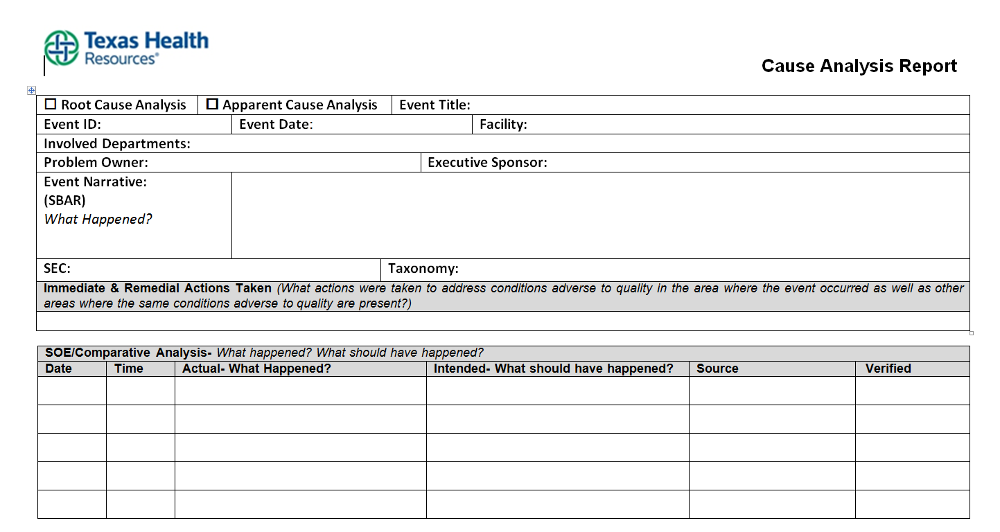 Texas Health
Resources®
Cause Analysis Report
☐ Root Cause Analysis ☐ Apparent Cause Analysis Event Title:
Event ID: Event Date: Facility:
Involved Departments:
Problem Owner: Executive Sponsor:
Event Narrative:
(SBAR)
What Happened?
SEC: Taxonomy:
Immediate & Remedial Actions Taken (What actions were taken to address conditions adverse to quality in the area where the event occurred as well as other
areas where the same conditions adverse to quality are present?)
SOE/Comparative Analysis- What happened? What should have happened?
Date Time Actual- What Happened? Intended- What should have happened? Source Verified